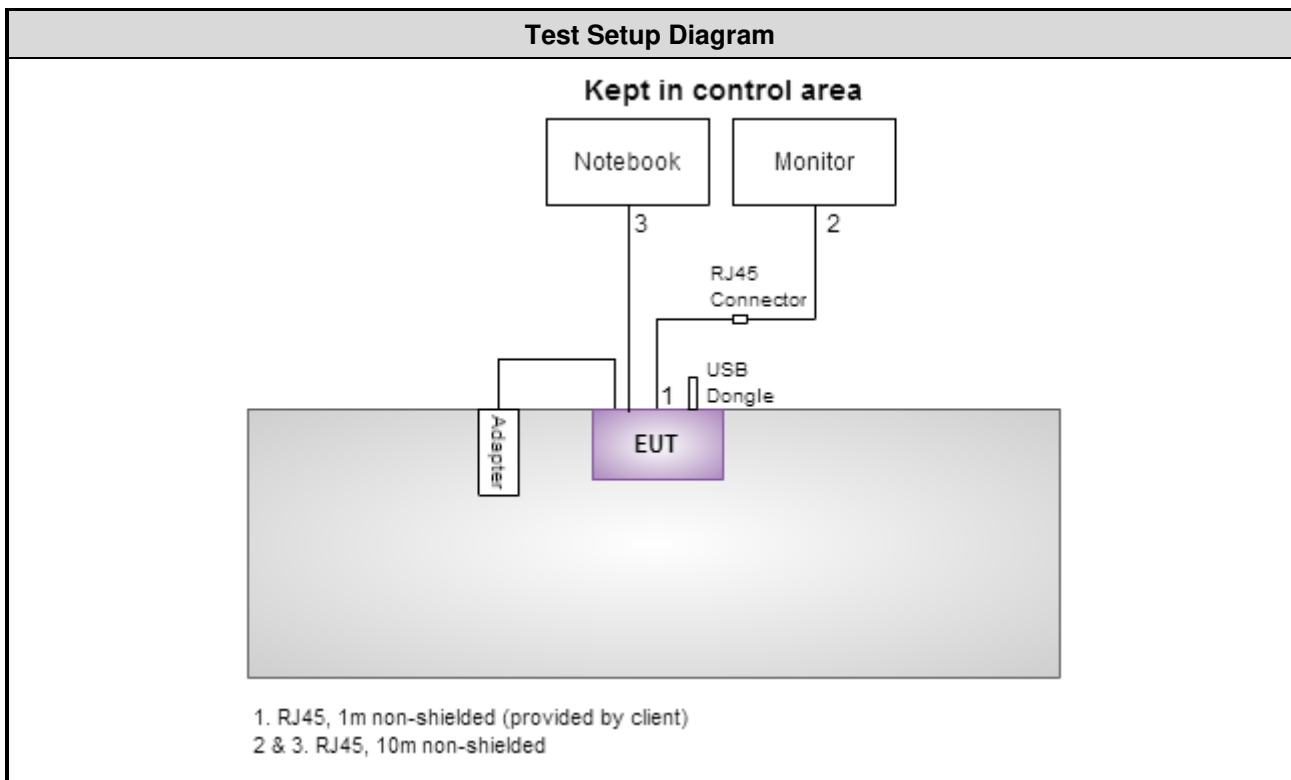 Test Setup Diagram
Kept in control area
Notebook
Monitor
3
2
RJ45
Connector
USB
Dongle
1
Adapter
EUT
1. RJ45, 1m non-shielded (provided by client)
2 & 3. RJ45, 10m non-shielded